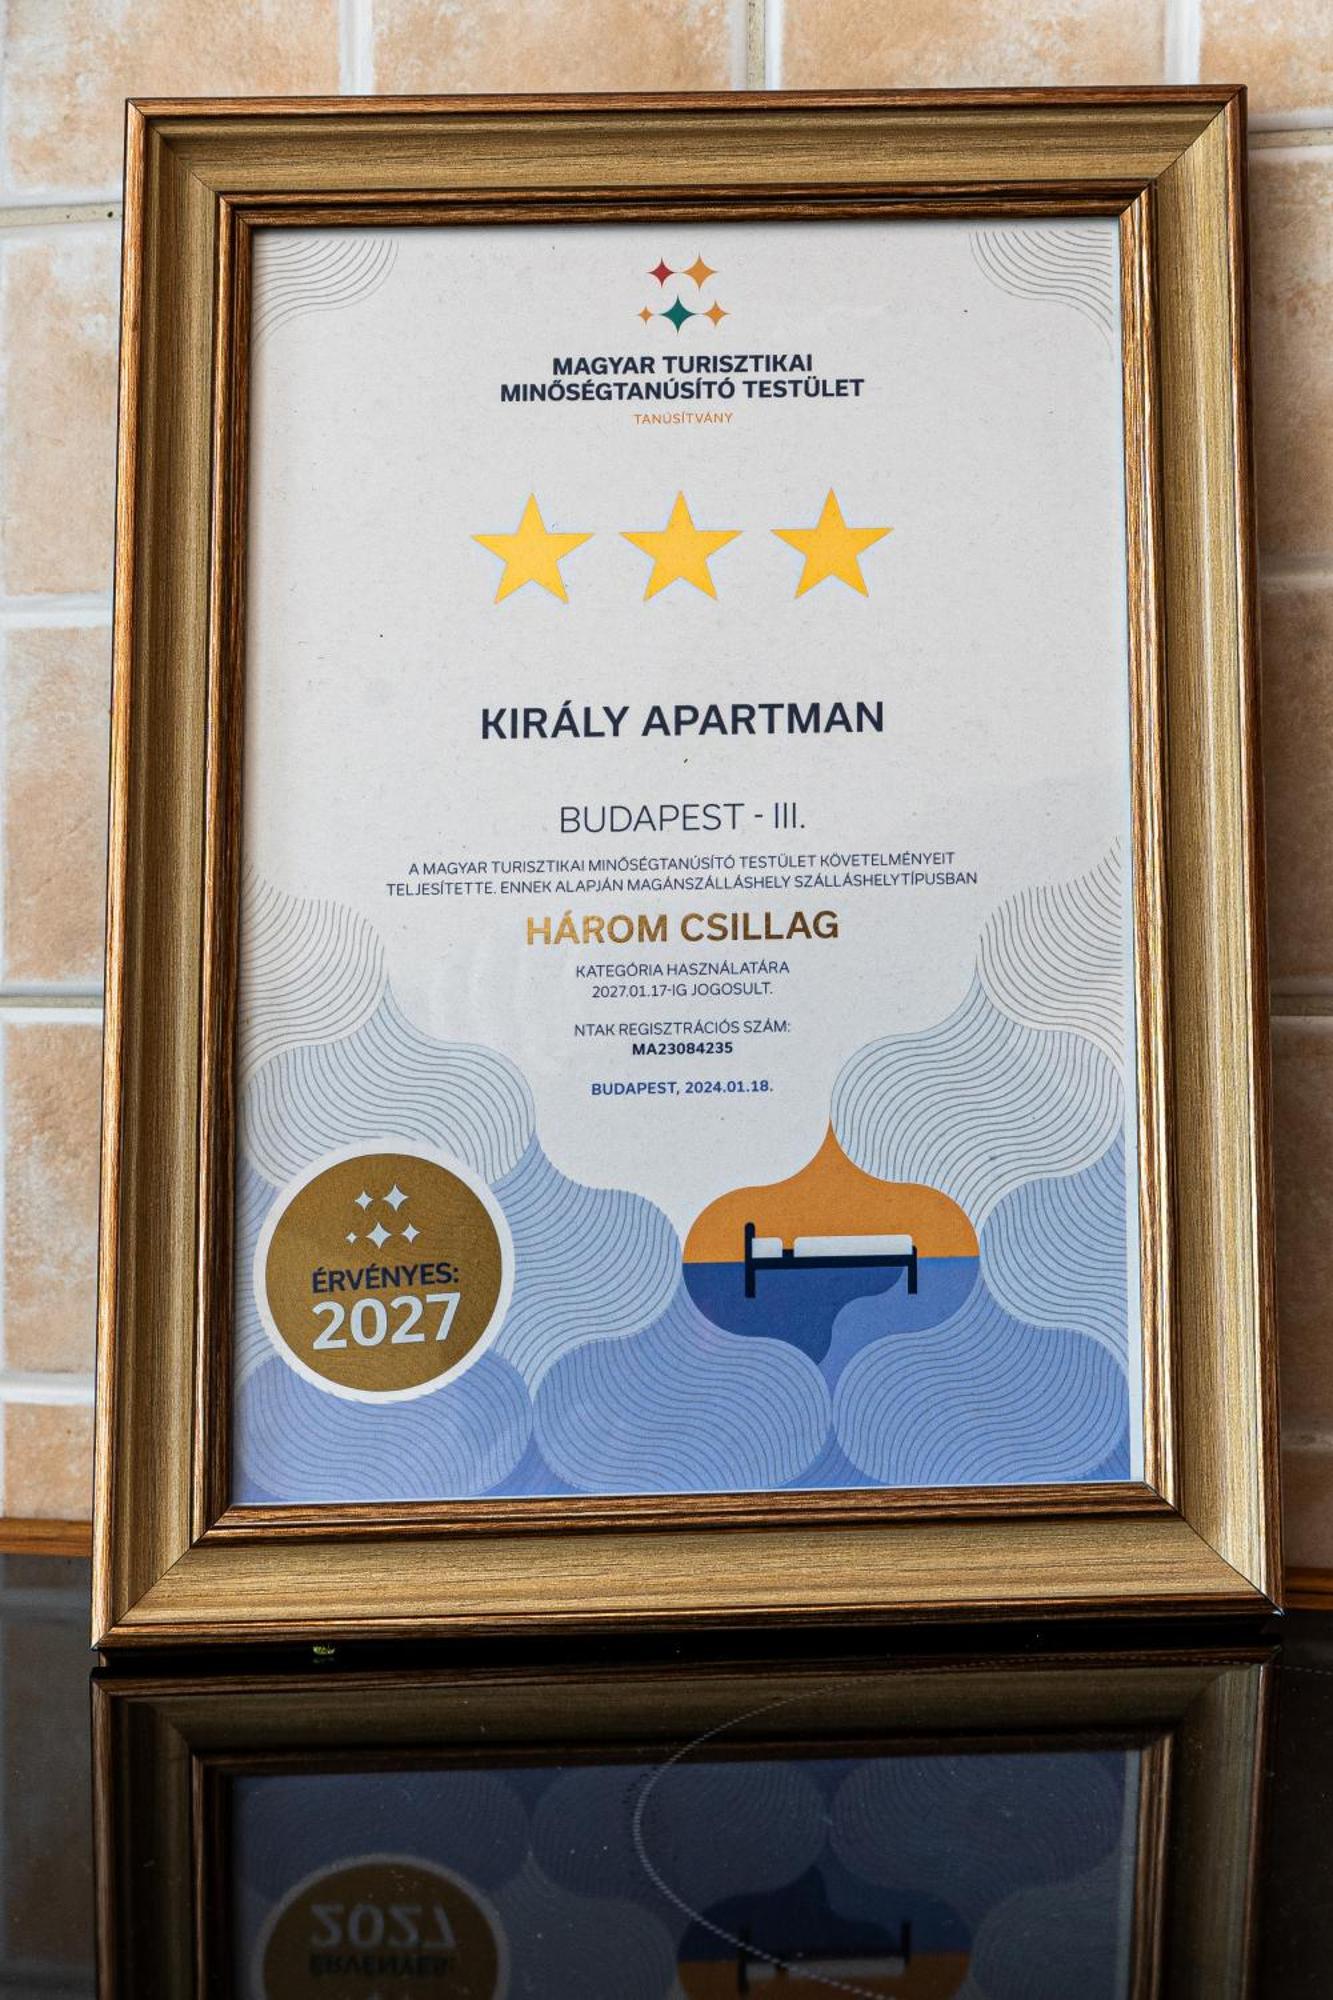 MAGYAR TURISZTIKAI
MINŐSÉGTANÚSÍTÓ TESTÜLET
TANÚSÍTVÁNY
KIRÁLY APARTMAN
BUDAPEST - III.
A MAGYAR TURISZTIKAI MINŐSÉGTANÚSÍTÓ TESTÜLET KÖVETELMÉNYEIT
TELJESÍTETTE. ENNEK ALAPJÁN MAGÁNSZÁLLÁSHELY SZÁLLÁSHELYTÍPUSBAN
HÁROM CSILLAG
KATEGÓRIA HASZNÁLATÁRA
2027.01.17-IG JOGOSULT.
NTAK REGISZTRÁCIÓS SZÁM:
MA23084235
BUDAPEST, 2024.01.18.
ÉRVÉNYES:
2027